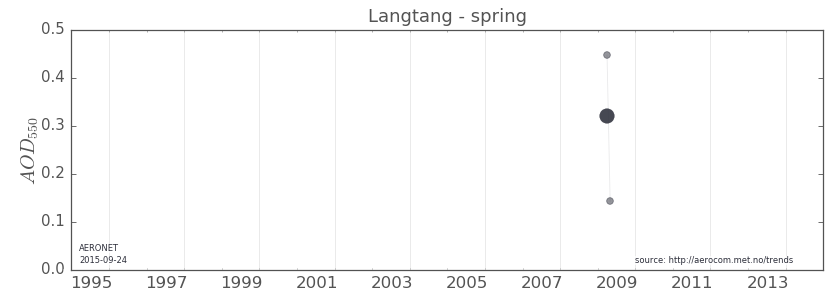 Langtang - spring
0.5
0.4
0.3
0.2
0.1
0.0
AOD₅₅₀
AERONET
2015-09-24
source: http://aerocom.met.no/trends
1995 1997 1999 2001 2003 2005 2007 2009 2011 2013